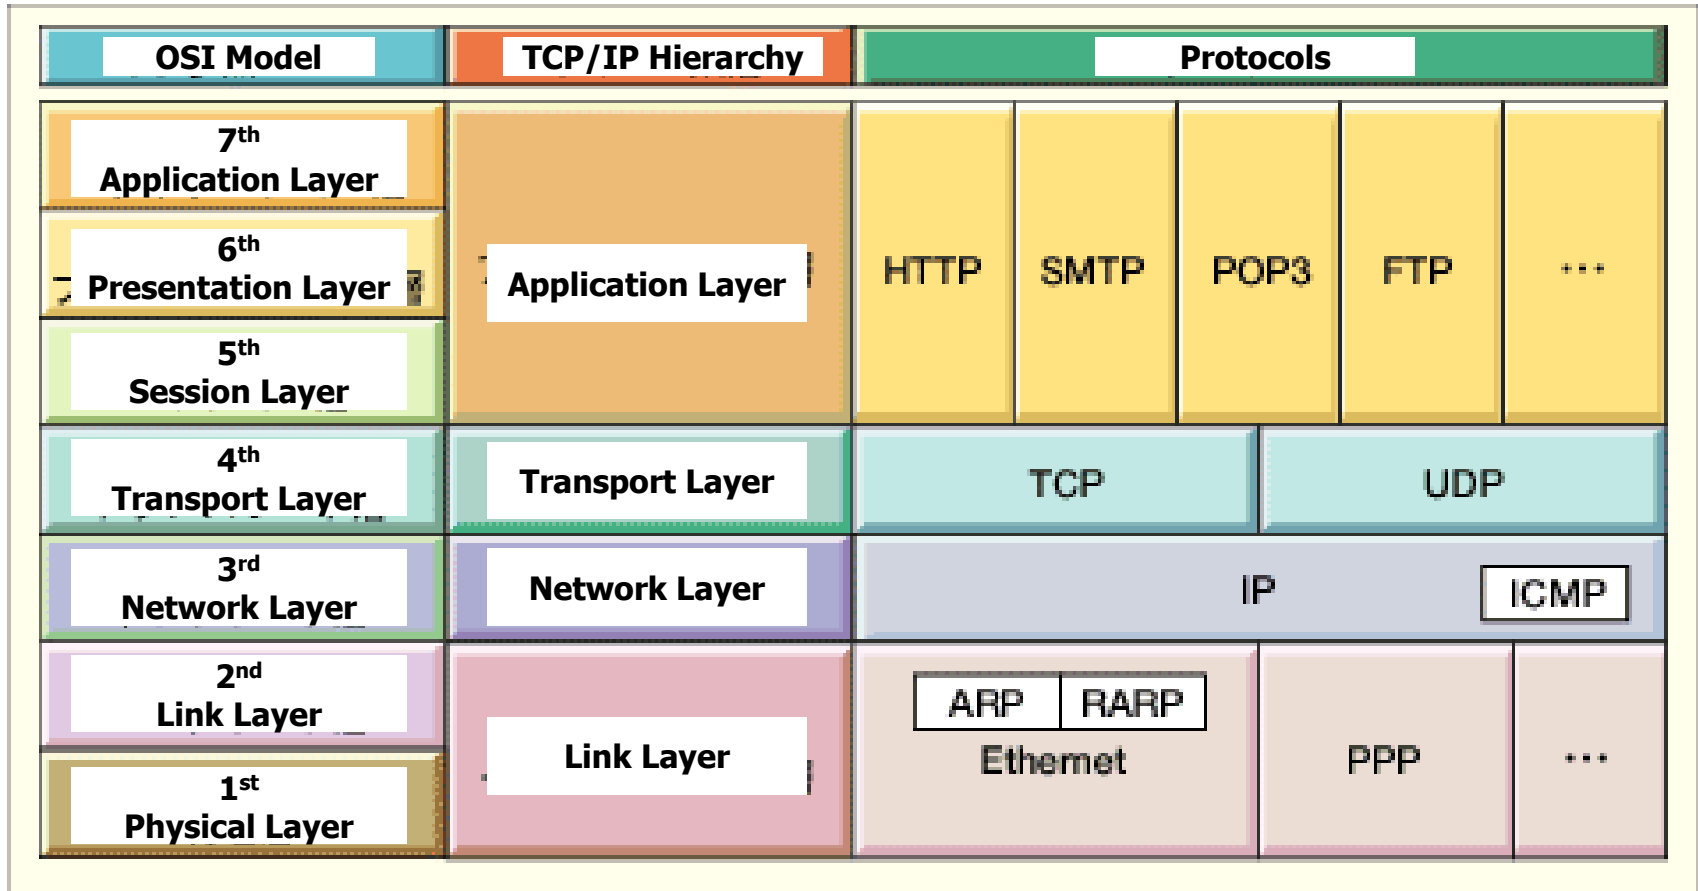 OSI Model
TCP/IP Hierarchy
Protocols
7th
Application Layer
6th
Presentation Layer
5th
Session Layer
Application Layer
HTTP
SMTP
POP3
FTP
...
4th
Transport Layer
Transport Layer
TCP
UDP
3rd
Network Layer
Network Layer
IP
ICMP
2nd
Link Layer
1st
Physical Layer
Link Layer
ARP
RARP
Ethernet
PPP
...